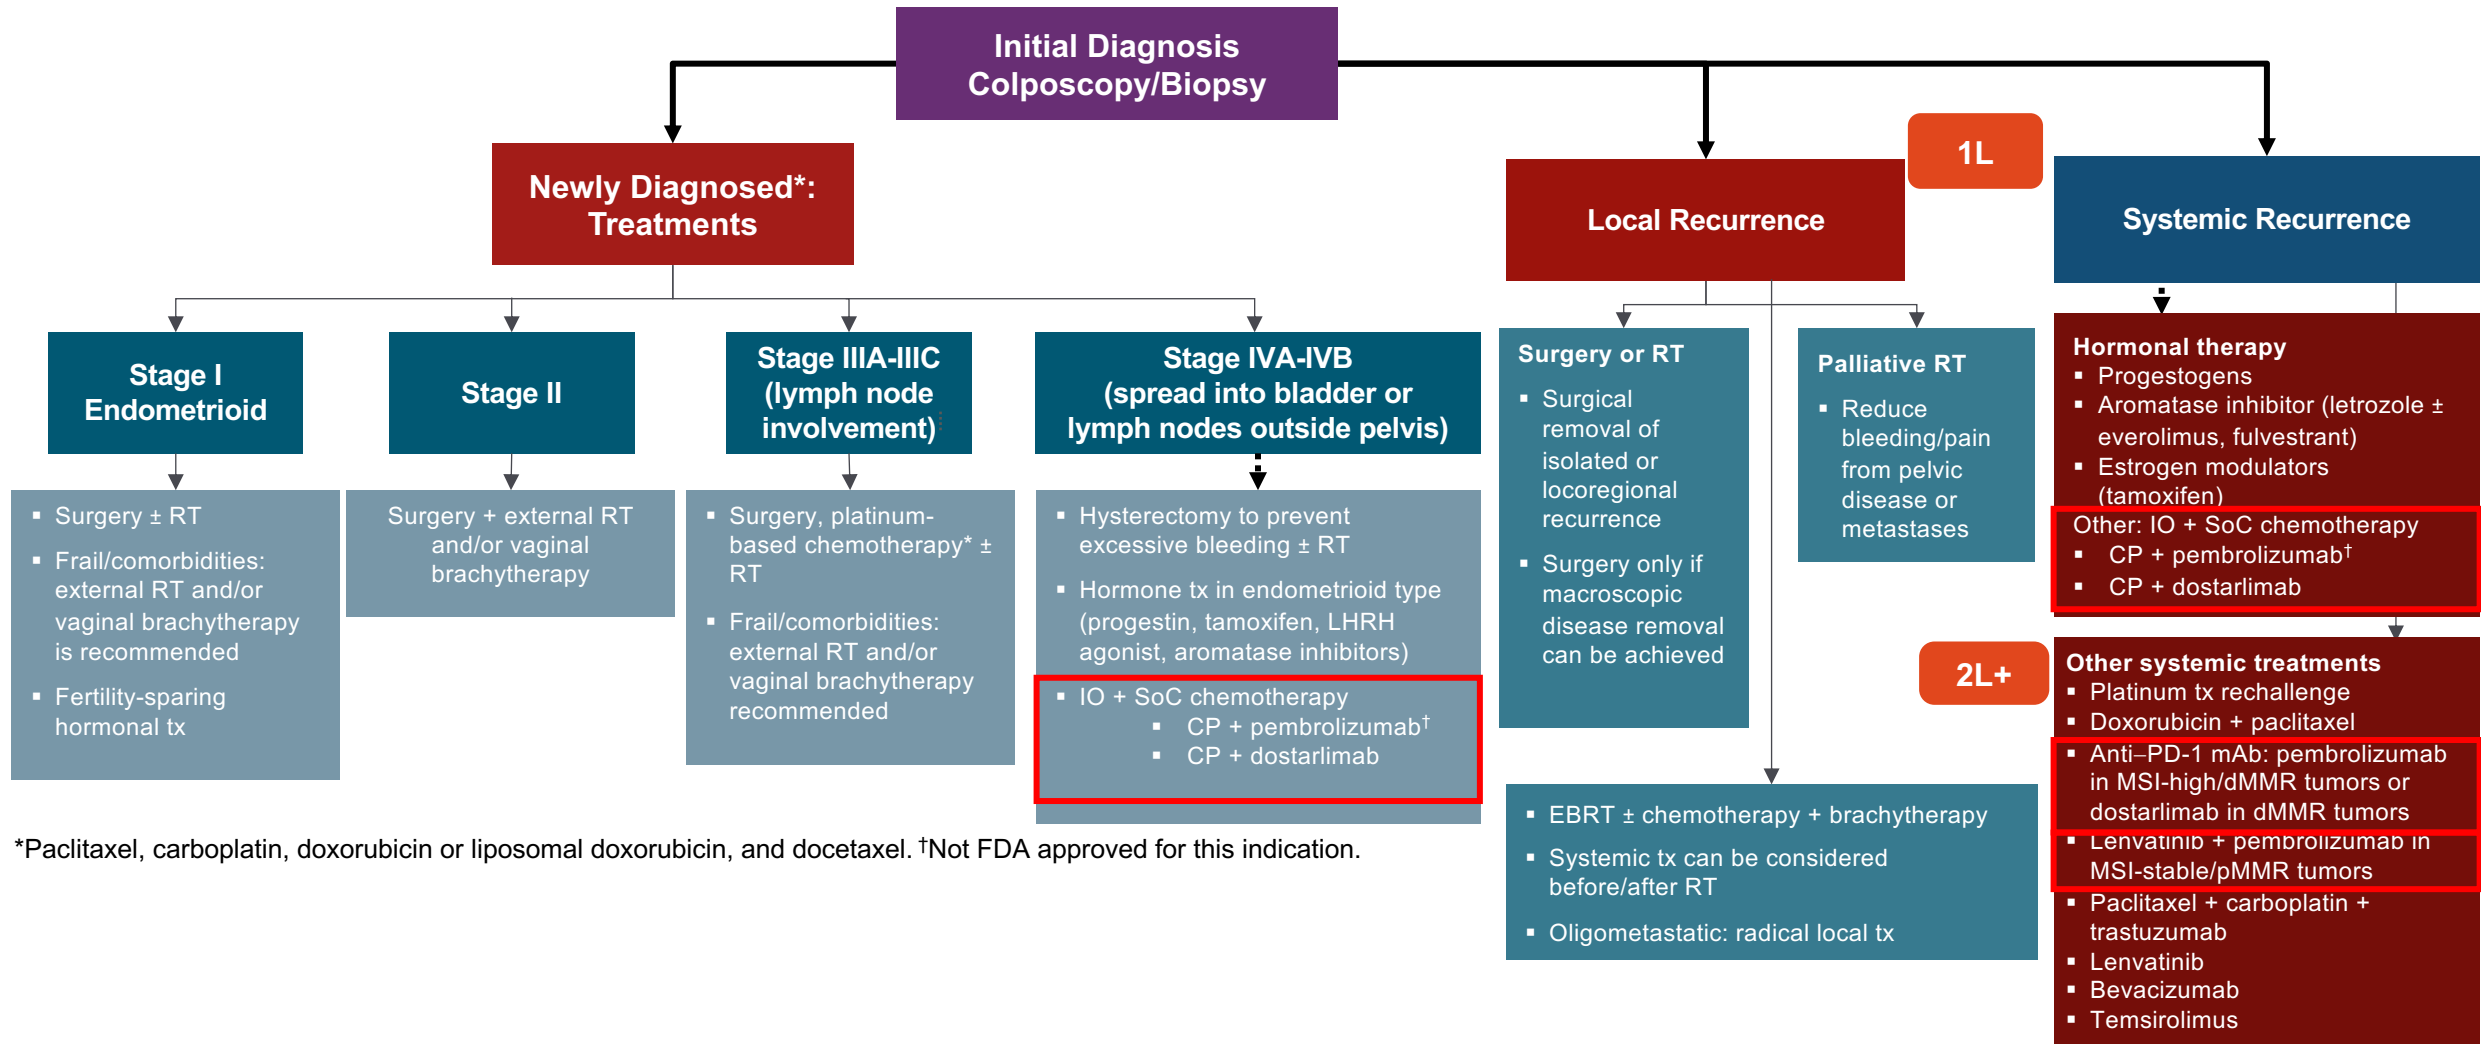 Initial Diagnosis
Colposcopy/Biopsy
Newly Diagnosed*:
Treatments
Stage I
Endometrioid
▪ Surgery ± RT
▪ Frail/comorbidities:
external RT and/or
vaginal brachytherapy
is recommended
▪ Fertility-sparing
hormonal tx
Stage II
Surgery + external RT
and/or vaginal
brachytherapy
Stage IIIA-IIIC
(lymph node
involvement)
▪ Surgery, platinum-
based chemotherapy* ±
RT
▪ Frail/comorbidities:
external RT and/or
vaginal brachytherapy
recommended
Stage IVA-IVB
(spread into bladder or
lymph nodes outside pelvis)
▪ Hysterectomy to prevent
excessive bleeding ± RT
▪ Hormone tx in endometrioid type
(progestin, tamoxifen, LHRH
agonist, aromatase inhibitors)
▪ IO + SoC chemotherapy
▪ CP + pembrolizumab†
▪ CP + dostarlimab
Local Recurrence
Surgery or RT
▪ Surgical
removal of
isolated or
locoregional
recurrence
▪ Surgery only if
macroscopic
disease removal
can be achieved
Palliative RT
▪ Reduce
bleeding/pain
from pelvic
disease or
metastases
▪ EBRT ± chemotherapy + brachytherapy
▪ Systemic tx can be considered
before/after RT
▪ Oligometastatic: radical local tx
1L
Systemic Recurrence
Hormonal therapy
▪ Progestogens
▪ Aromatase inhibitor (letrozole ±
everolimus, fulvestrant)
▪ Estrogen modulators
(tamoxifen)
Other: IO + SoC chemotherapy
▪ CP + pembrolizumab†
▪ CP + dostarlimab
2L+
Other systemic treatments
▪ Platinum tx rechallenge
▪ Doxorubicin + paclitaxel
▪ Anti–PD-1 mAb: pembrolizumab
in MSI-high/dMMR tumors or
dostarlimab in dMMR tumors
▪ Lenvatinib + pembrolizumab in
MSI-stable/pMMR tumors
▪ Paclitaxel + carboplatin +
trastuzumab
▪ Lenvatinib
▪ Bevacizumab
▪ Temsirolimus
*Paclitaxel, carboplatin, doxorubicin or liposomal doxorubicin, and docetaxel. †Not FDA approved for this indication.